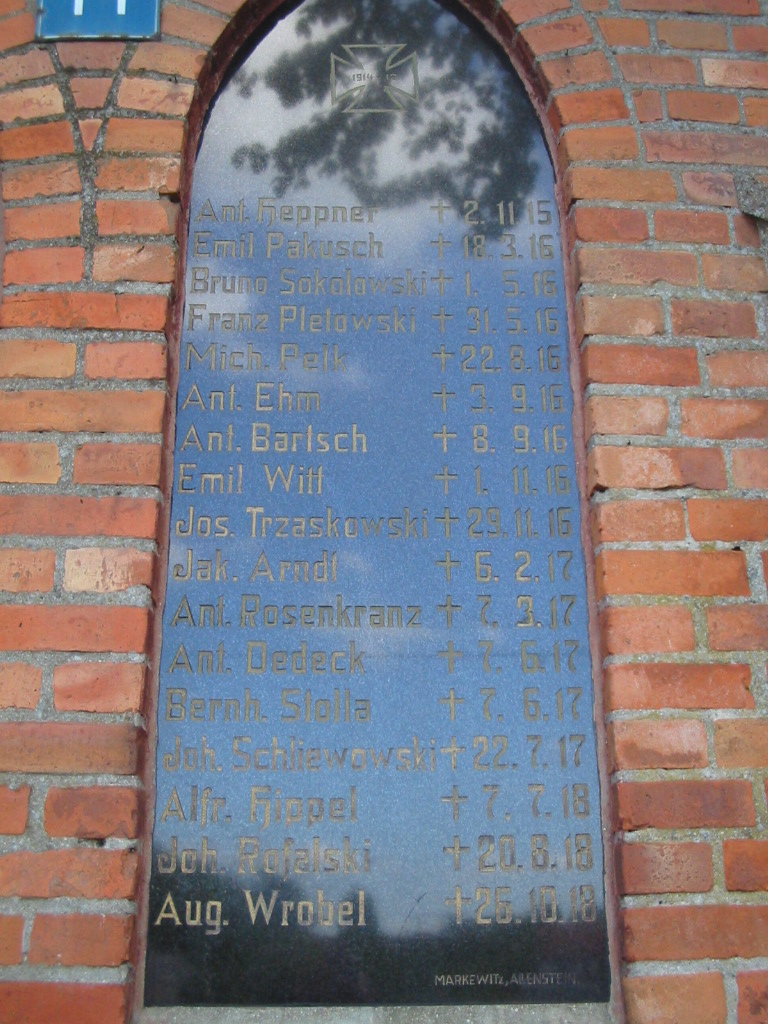 1914 18
Ant. Heppner + 2. 11 15
Emil Pakusch + 18. 3. 16
Bruno Sokolowski + 1. 5. 16
Franz Pletowski + 31. 5. 16
Mich. Pelk + 22. 8. 16
Ant. Ehm + 3. 9. 16
Ant. Bartsch + 8. 9. 16
Emil Witt + 1. 11. 16
Jos. Trzaskowski + 29. 11. 16
Jak. Arndt + 6. 2. 17
Ant. Rosenkranz + 7. 3. 17
Ant. Dedeck + 7. 6. 17
Bernh. Stolla + 7. 6. 17
Joh. Schliewowski + 22. 7. 17
Alfr. Hippel + 7. 7. 18
Joh. Rofalski + 20. 8. 18
Aug. Wrobel + 26. 10. 18
MARKEWITZ, ALLENSTEIN.